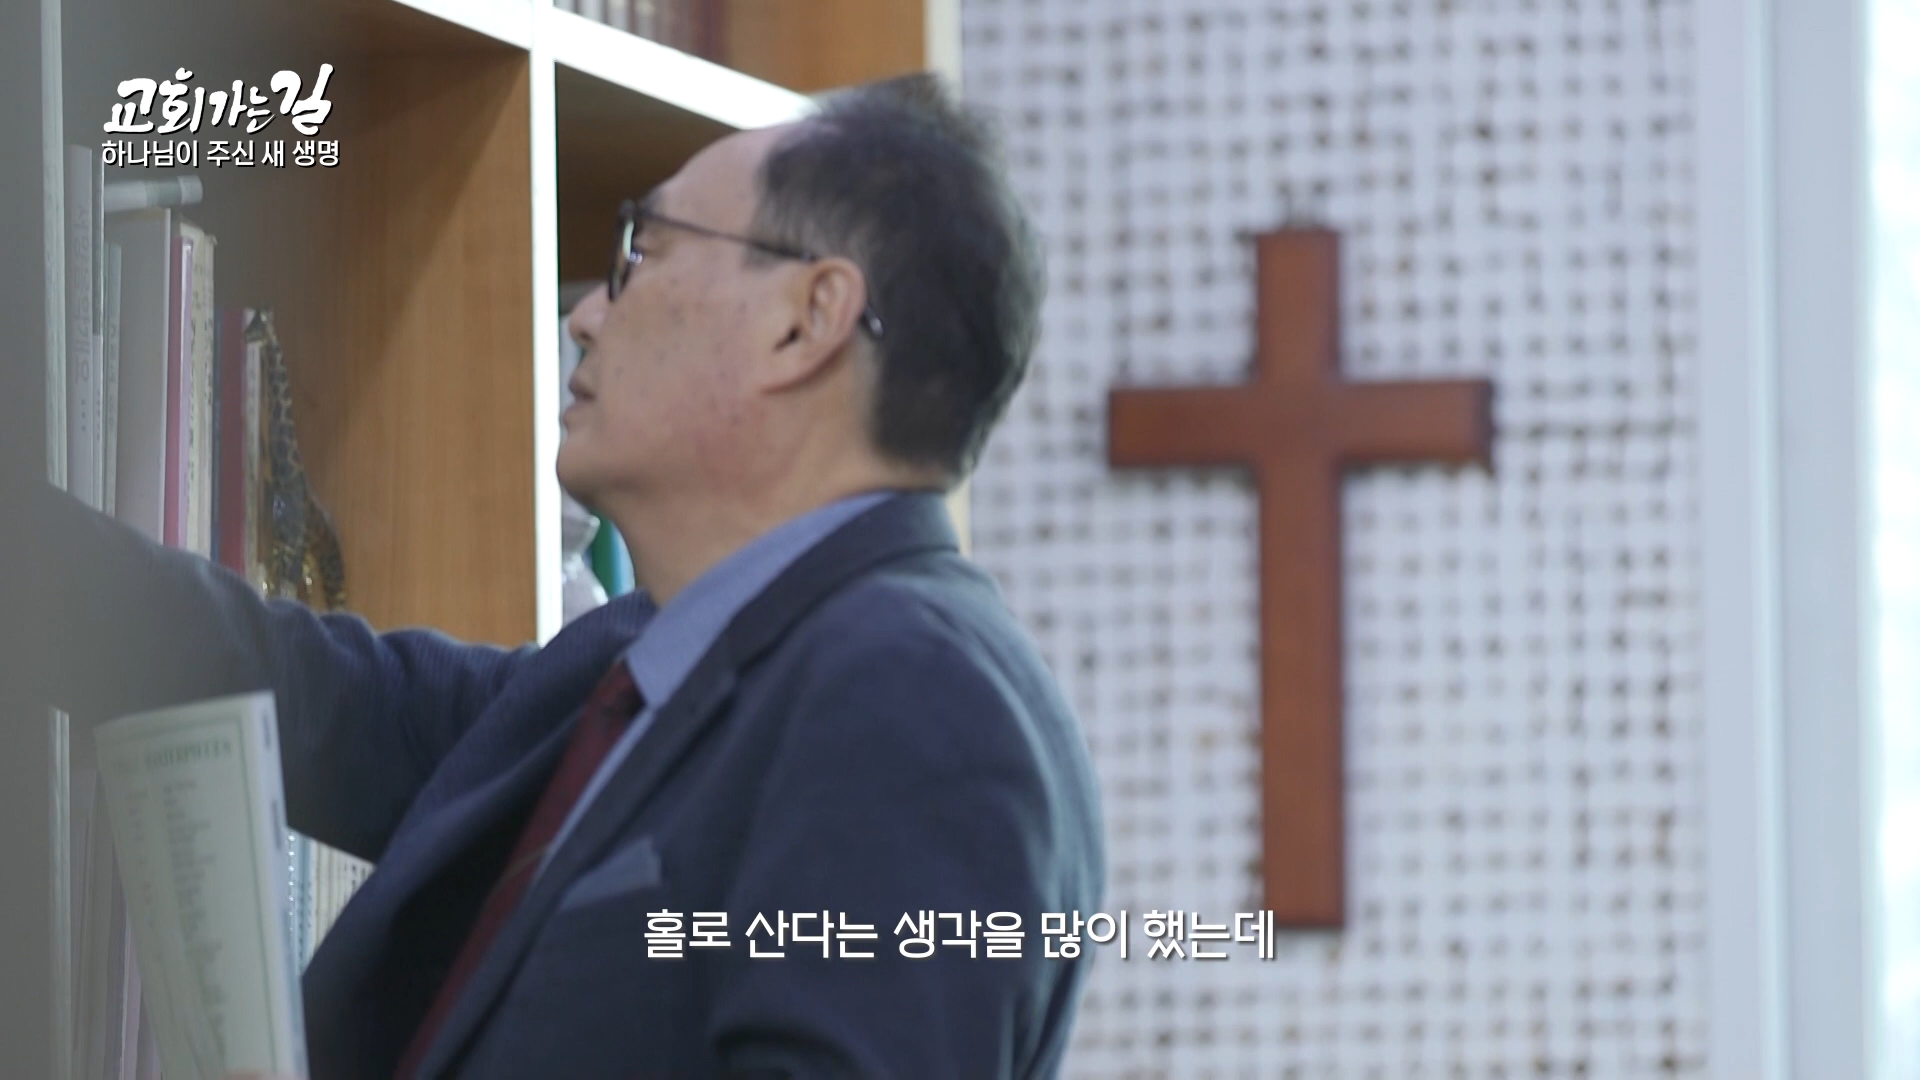 교회가는길
하나님이 주신 새 생명
홀로 산다는 생각을 많이 했는데